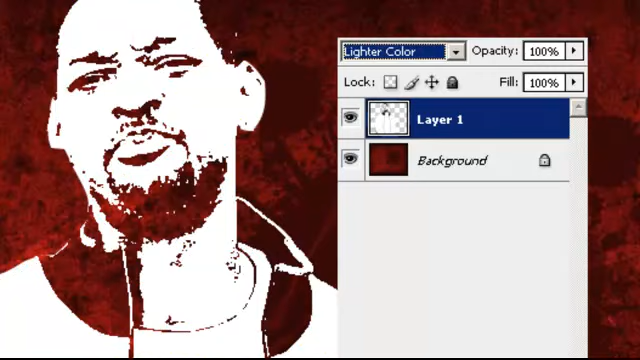 Lighter Color Opacity: 100%
Lock: Fill: 100%
Layer 1
Background